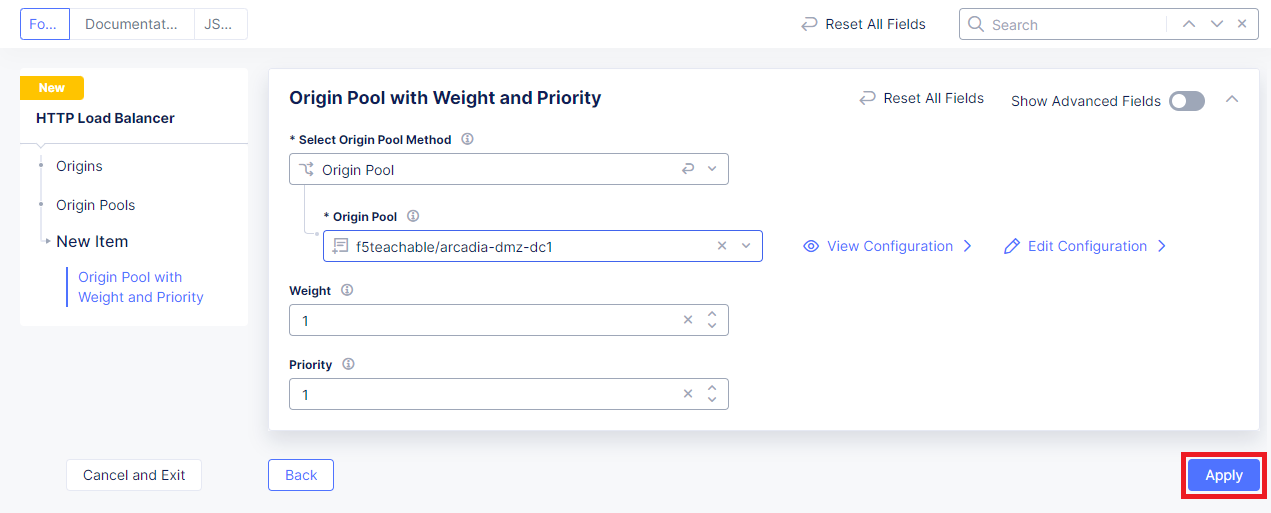 Fo...
Documentat...
JS...
Reset All Fields
Search
New
HTTP Load Balancer
Origins
Origin Pools
New Item
Origin Pool with
Weight and Priority
Origin Pool with Weight and Priority
Reset All Fields
Show Advanced Fields
* Select Origin Pool Method
Origin Pool
* Origin Pool
f5teachable/arcadia-dmz-dc1
View Configuration
Edit Configuration
Weight
1
Priority
1
Cancel and Exit
Back
Apply